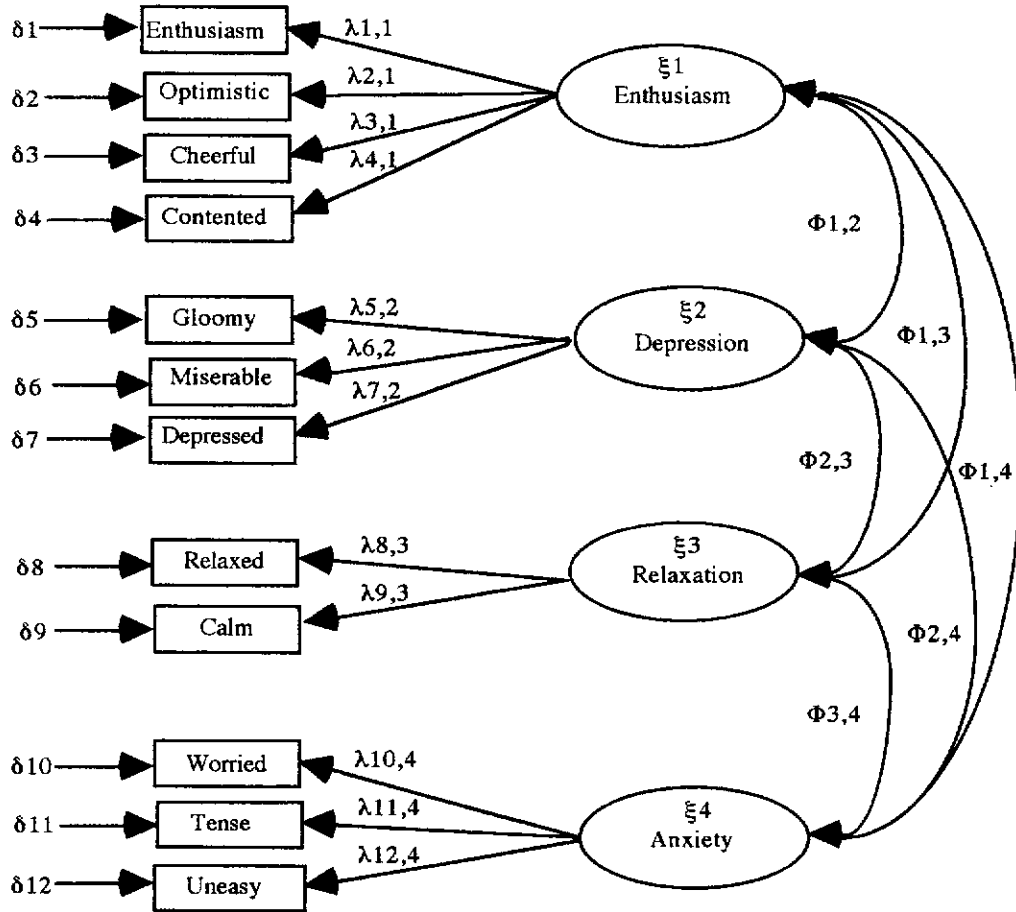 δ1 Enthusiasm λ1,1
δ2 Optimistic λ2,1
δ3 Cheerful λ3,1
δ4 Contented λ4,1
ξ1
Enthusiasm
Φ1,2
δ5 Gloomy λ5,2
δ6 Miserable λ6,2
δ7 Depressed λ7,2
ξ2
Depression
Φ1,3
Φ2,3
Φ1,4
δ8 Relaxed λ8,3
δ9 Calm λ9,3
ξ3
Relaxation
Φ2,4
Φ3,4
δ10 Worried λ10,4
δ11 Tense λ11,4
δ12 Uneasy λ12,4
ξ4
Anxiety